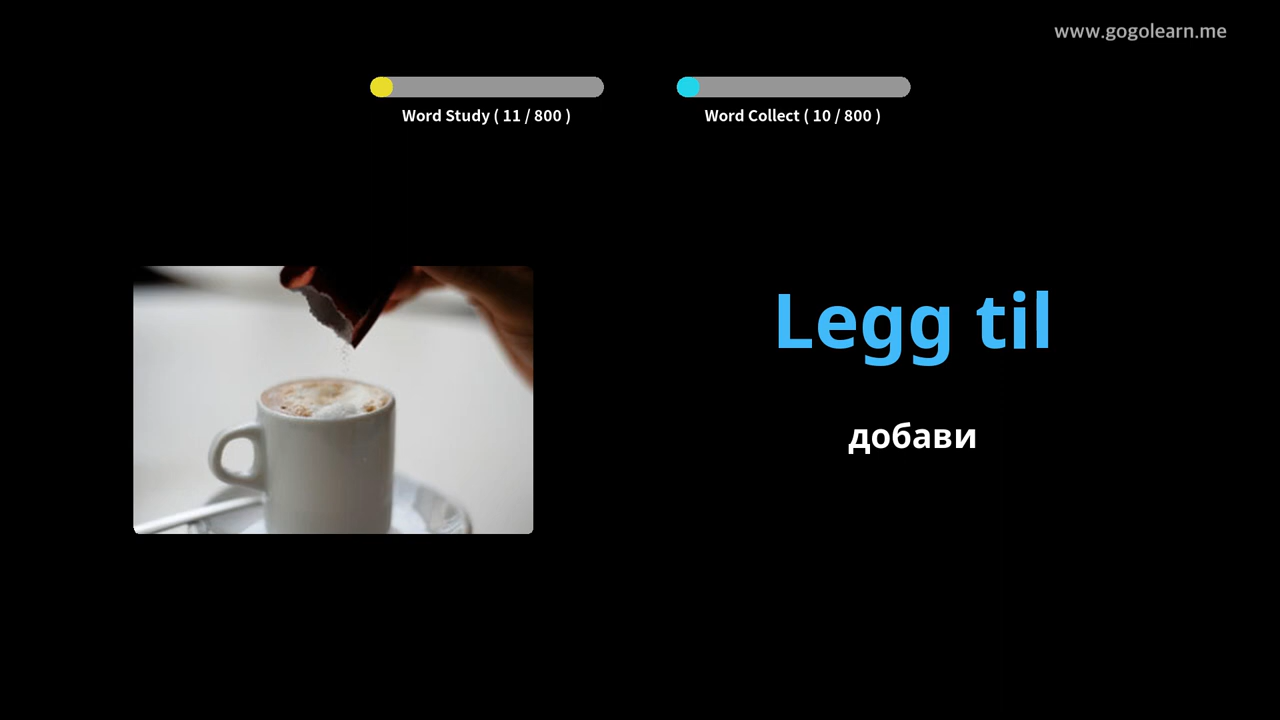 www.gogolearn.me
Word Study ( 11 / 800 )
Word Collect ( 10 / 800 )
Legg til
добави